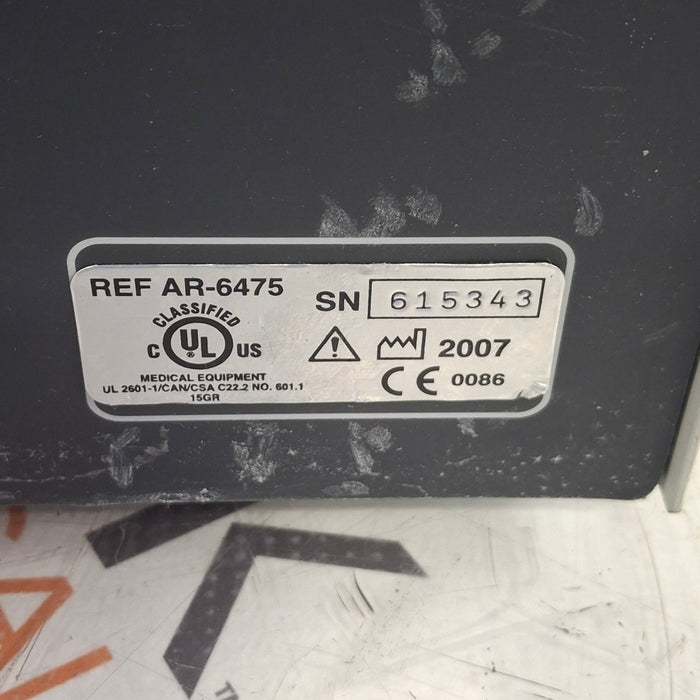 REF AR-6475
SN 615343
CLASSIFIED
C UL ® US
2007
MEDICAL EQUIPMENT
UL 2601-1/CAN/CSA C22.2 NO. 601.1
15GR
CE 0086